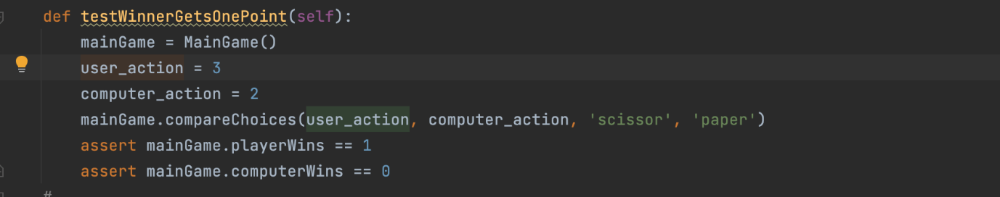 def testWinnerGetsOnePoint(self):
mainGame = MainGame()
user_action = 3
computer_action = 2
mainGame.compareChoices(user_action, computer_action, 'scissor', 'paper')
assert mainGame.playerWins == 1
assert mainGame.computerWins == 0
#